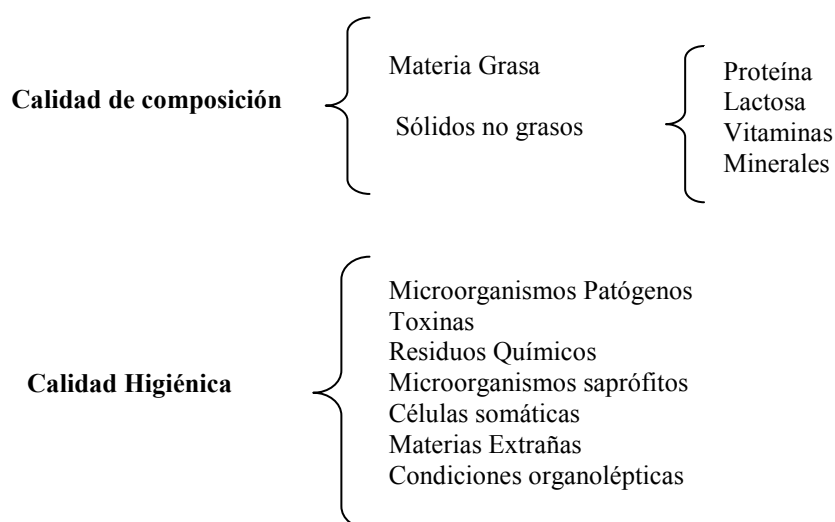 Calidad de composición
Materia Grasa
Sólidos no grasos
Proteína
Lactosa
Vitaminas
Minerales
Calidad Higiénica
Microorganismos Patógenos
Toxinas
Residuos Químicos
Microorganismos saprófitos
Células somáticas
Materias Extrañas
Condiciones organolépticas